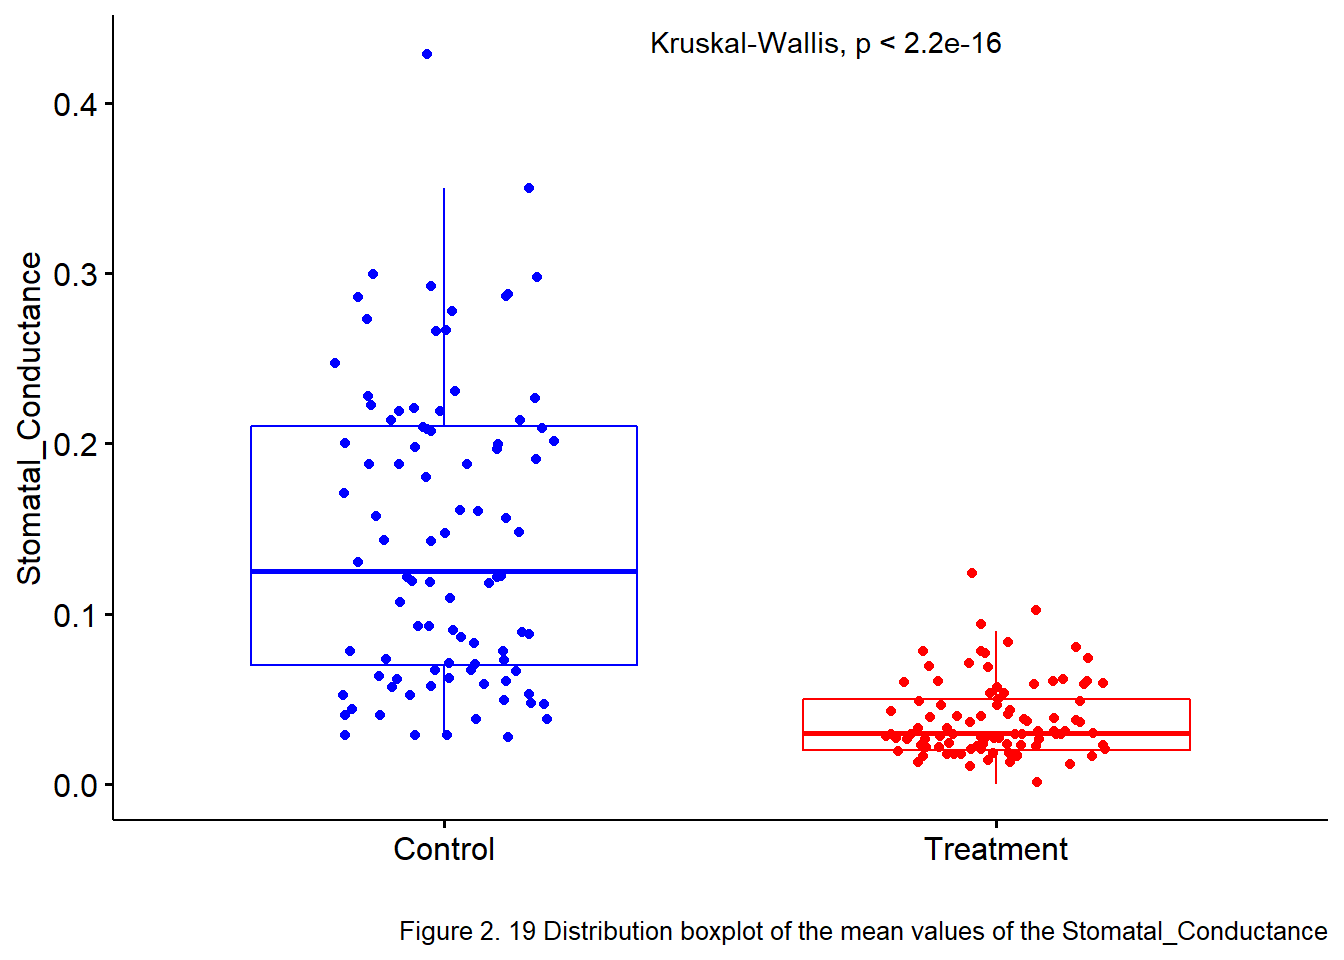 Kruskal-Wallis, p < 2.2e-16
0.4
0.3
0.2
0.1
0.0
Stomatal_Conductance
Control
Treatment
Figure 2. 19 Distribution boxplot of the mean values of the Stomatal_Conductance